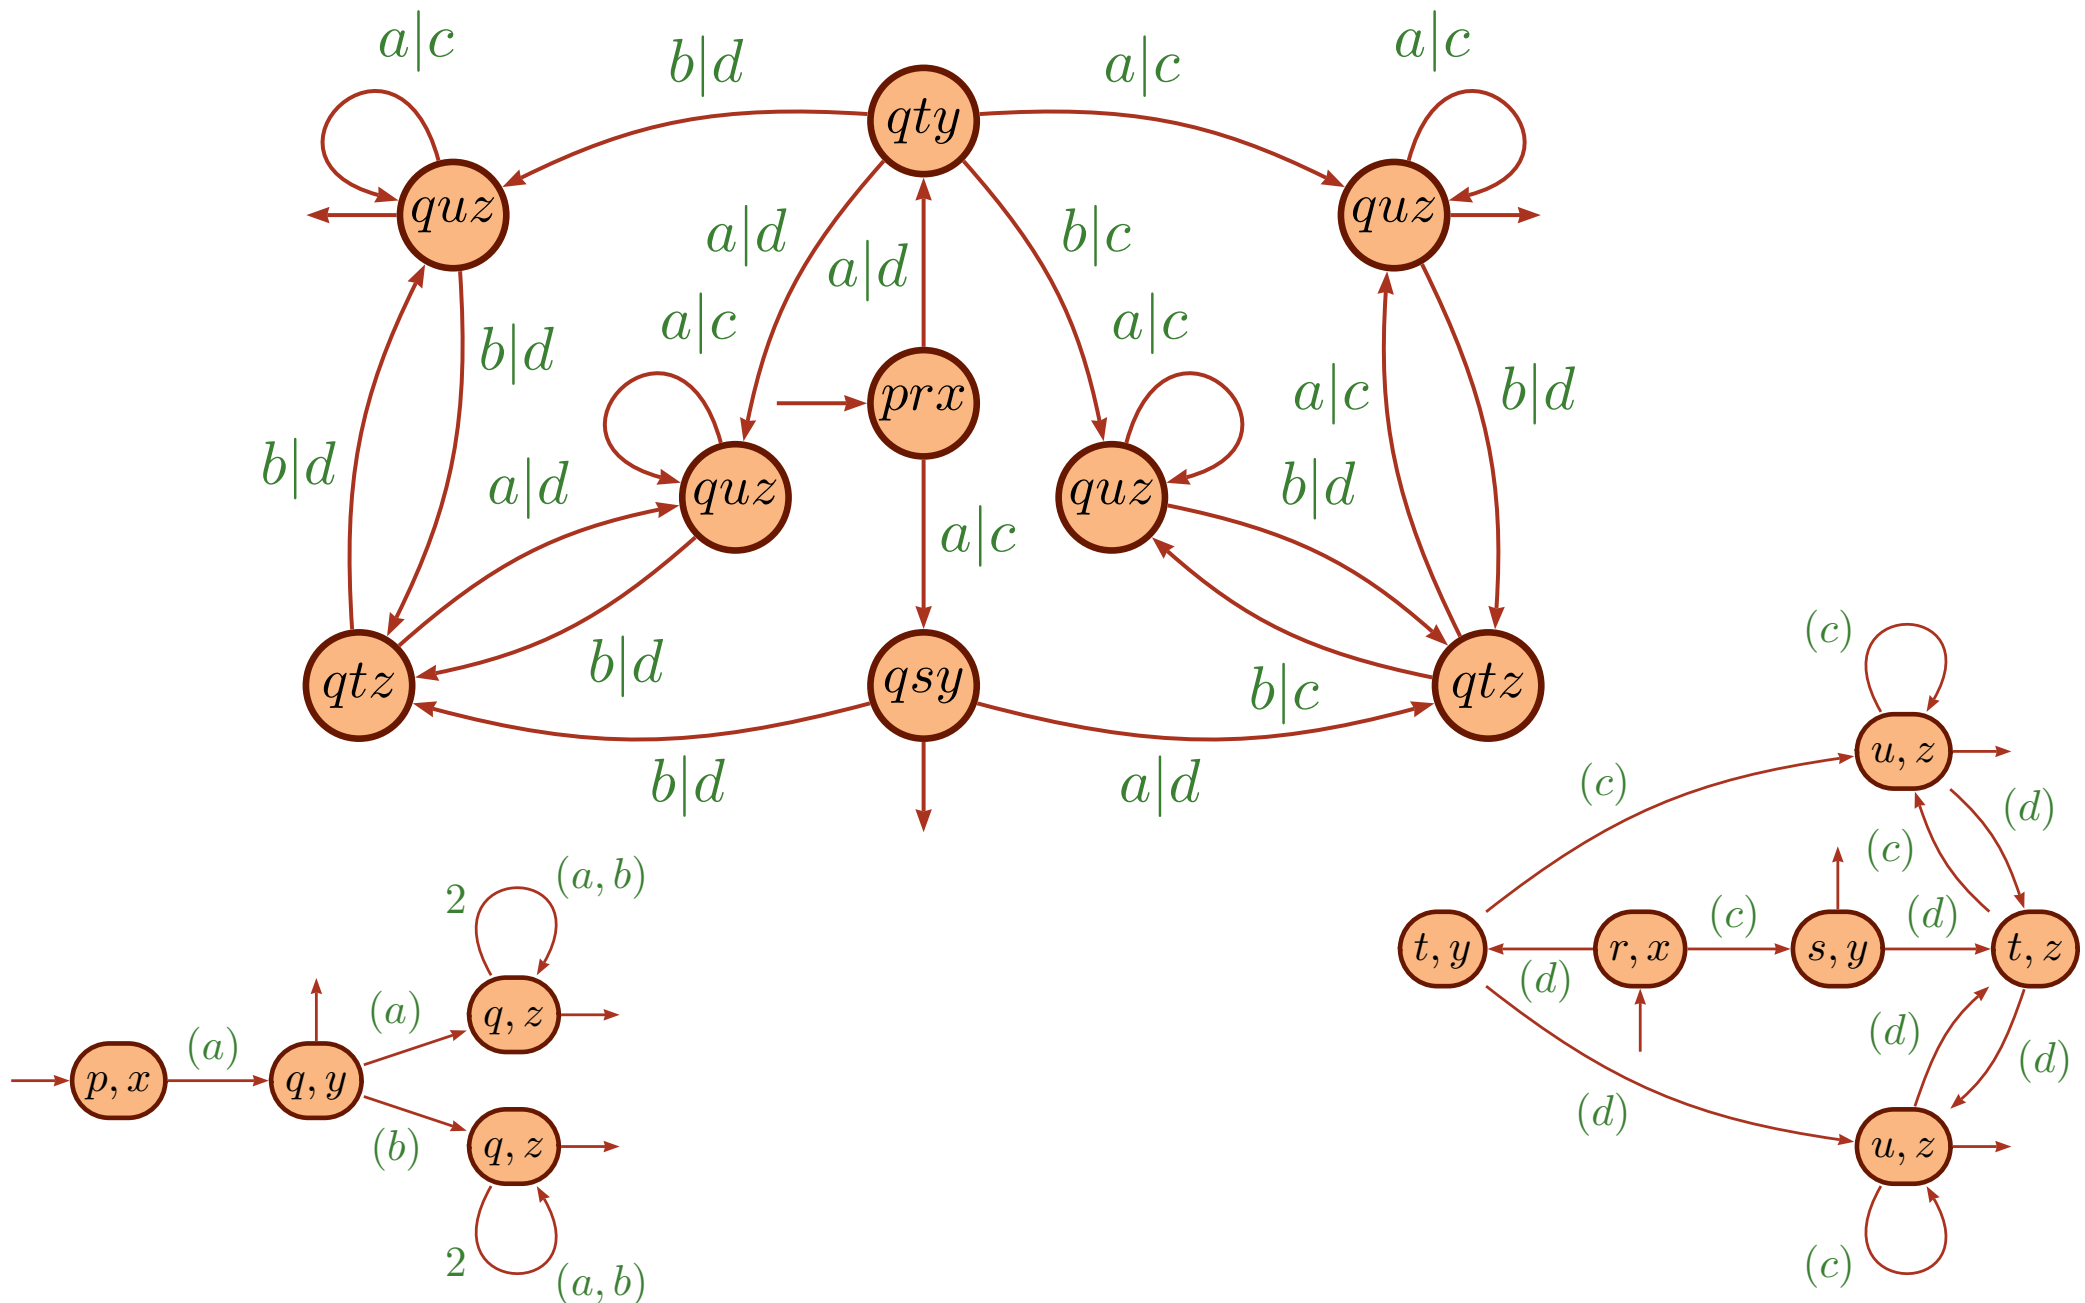 a|c
b|d
a|c
a|c
qty
quz
quz
a|d
a|d
b|c
a|c
a|c
b|d
prx
a|c
b|d
b|d
a|d
quz
quz
b|d
a|c
b|d
qtz
qsy
qtz
b|c
b|d
a|d
(c)
u, z
(c)
(d)
(c)
(c)
(d)
t, y
r, x
s, y
t, z
(d)
(d)
(d)
(d)
u, z
(c)
2
(a, b)
(a)
(a)
q, z
p, x
q, y
(b)
q, z
2
(a, b)